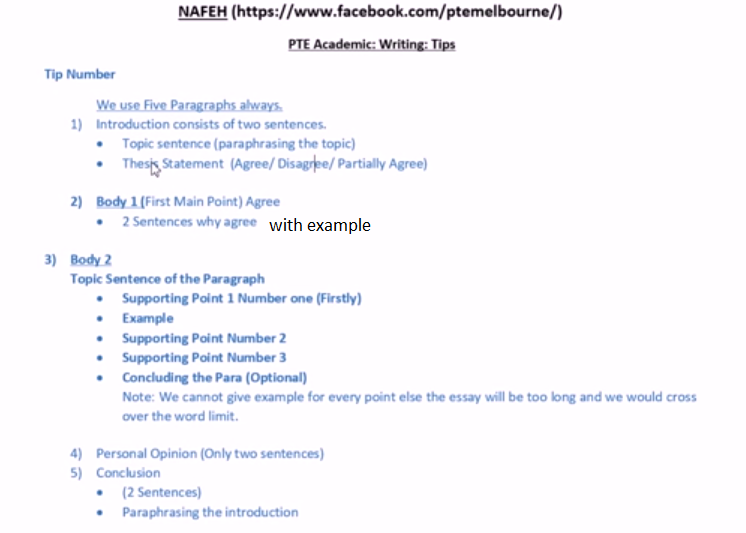 NAFEH (https://www.facebook.com/ptemelbourne/)
PTE Academic: Writing: Tips
Tip Number
We use Five Paragraphs always.
1) Introduction consists of two sentences.
• Topic sentence (paraphrasing the topic)
• Thesis Statement (Agree/ Disagree/ Partially Agree)
2) Body 1 (First Main Point) Agree
• 2 Sentences why agree with example
3) Body 2
Topic Sentence of the Paragraph
• Supporting Point 1 Number one (Firstly)
• Example
• Supporting Point Number 2
• Supporting Point Number 3
• Concluding the Para (Optional)
Note: We cannot give example for every point else the essay will be too long and we would cross
over the word limit.
4) Personal Opinion (Only two sentences)
5) Conclusion
• (2 Sentences)
• Paraphrasing the introduction